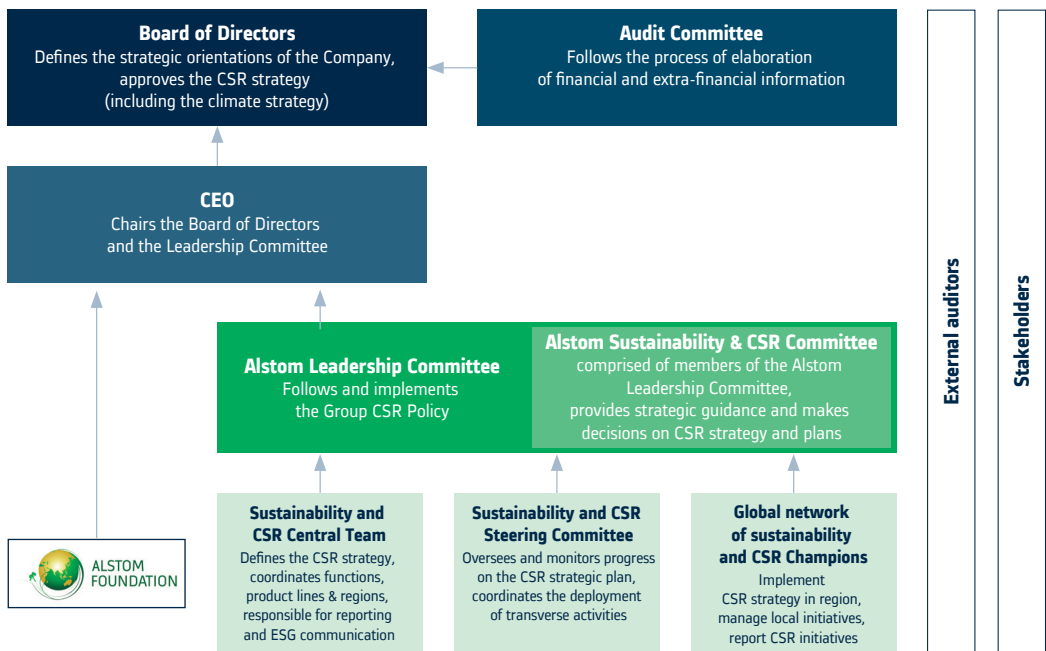 Board of Directors
Defines the strategic orientations of the Company,
approves the CSR strategy
(including the climate strategy)
Audit Committee
Follows the process of elaboration
of financial and extra-financial information
CEO
Chairs the Board of Directors
and the Leadership Committee
Alstom Leadership Committee
Follows and implements
the Group CSR Policy
Alstom Sustainability & CSR Committee
comprised of members of the Alstom
Leadership Committee,
provides strategic guidance and makes
decisions on CSR strategy and plans
ALSTOM
FOUNDATION
Sustainability and
CSR Central Team
Defines the CSR strategy,
coordinates functions,
product lines & regions,
responsible for reporting
and ESG communication
Sustainability and CSR
Steering Committee
Oversees and monitors progress
on the CSR strategic plan,
coordinates the deployment
of transverse activities
Global network
of sustainability
and CSR Champions
Implement
CSR strategy in region,
manage local initiatives,
report CSR initiatives
External auditors
Stakeholders